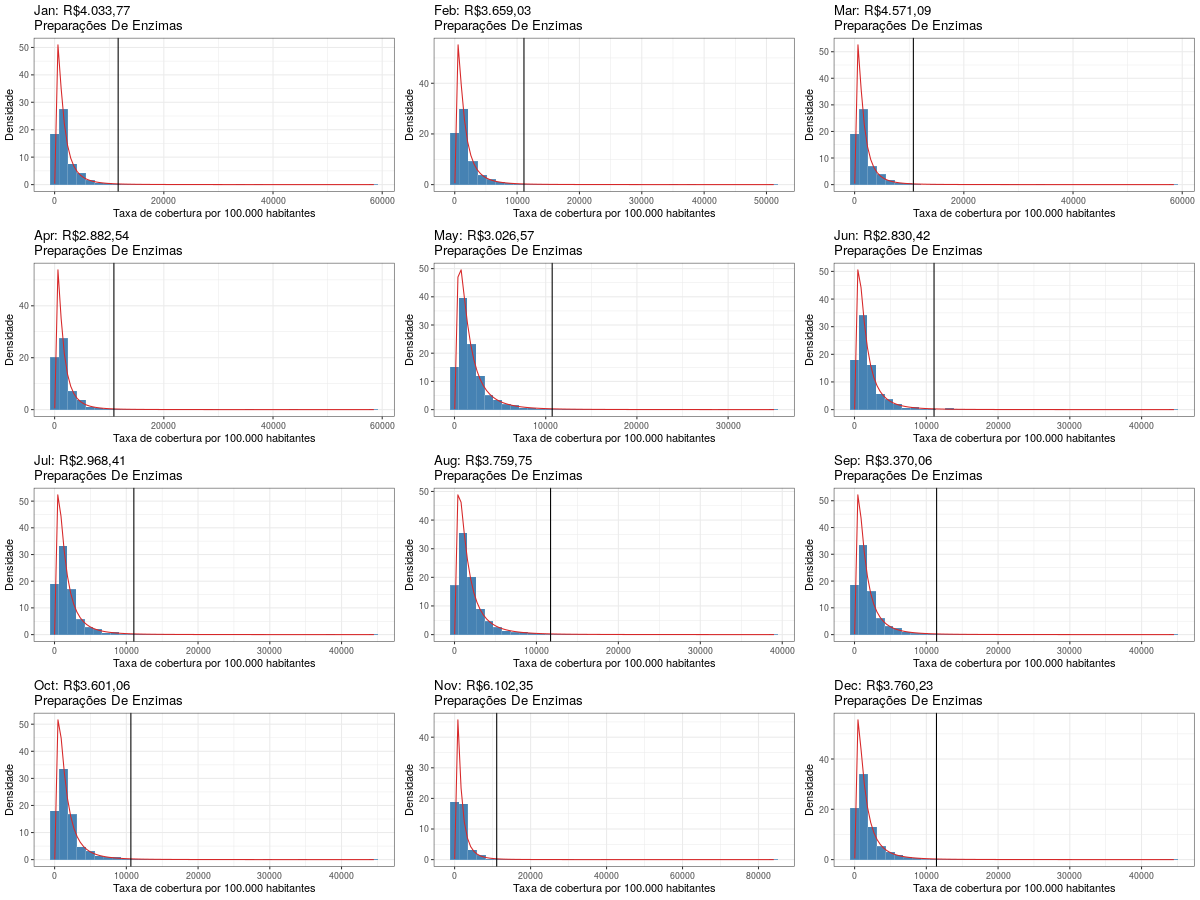 Jan: R$4.033,77
Preparações De Enzimas
Densidade
50
40
30
20
10
0
0 20000 40000 60000
Taxa de cobertura por 100.000 habitantes
Feb: R$3.659,03
Preparações De Enzimas
Densidade
40
20
0
0 10000 20000 30000 40000 50000
Taxa de cobertura por 100.000 habitantes
Mar: R$4.571,09
Preparações De Enzimas
Densidade
50
40
30
20
10
0
0 20000 40000 60000
Taxa de cobertura por 100.000 habitantes
Apr: R$2.882,54
Preparações De Enzimas
Densidade
40
20
0
0 20000 40000 60000
Taxa de cobertura por 100.000 habitantes
May: R$3.026,57
Preparações De Enzimas
Densidade
50
40
30
20
10
0
0 10000 20000 30000
Taxa de cobertura por 100.000 habitantes
Jun: R$2.830,42
Preparações De Enzimas
Densidade
50
40
30
20
10
0
0 10000 20000 30000 40000
Taxa de cobertura por 100.000 habitantes
Jul: R$2.968,41
Preparações De Enzimas
Densidade
50
40
30
20
10
0
0 10000 20000 30000 40000
Taxa de cobertura por 100.000 habitantes
Aug: R$3.759,75
Preparações De Enzimas
Densidade
50
40
30
20
10
0
0 10000 20000 30000 40000
Taxa de cobertura por 100.000 habitantes
Sep: R$3.370,06
Preparações De Enzimas
Densidade
50
40
30
20
10
0
0 10000 20000 30000 40000
Taxa de cobertura por 100.000 habitantes
Oct: R$3.601,06
Preparações De Enzimas
Densidade
50
40
30
20
10
0
0 10000 20000 30000 40000
Taxa de cobertura por 100.000 habitantes
Nov: R$6.102,35
Preparações De Enzimas
Densidade
40
30
20
10
0
0 20000 40000 60000 80000
Taxa de cobertura por 100.000 habitantes
Dec: R$3.760,23
Preparações De Enzimas
Densidade
40
20
0
0 10000 20000 30000 40000
Taxa de cobertura por 100.000 habitantes